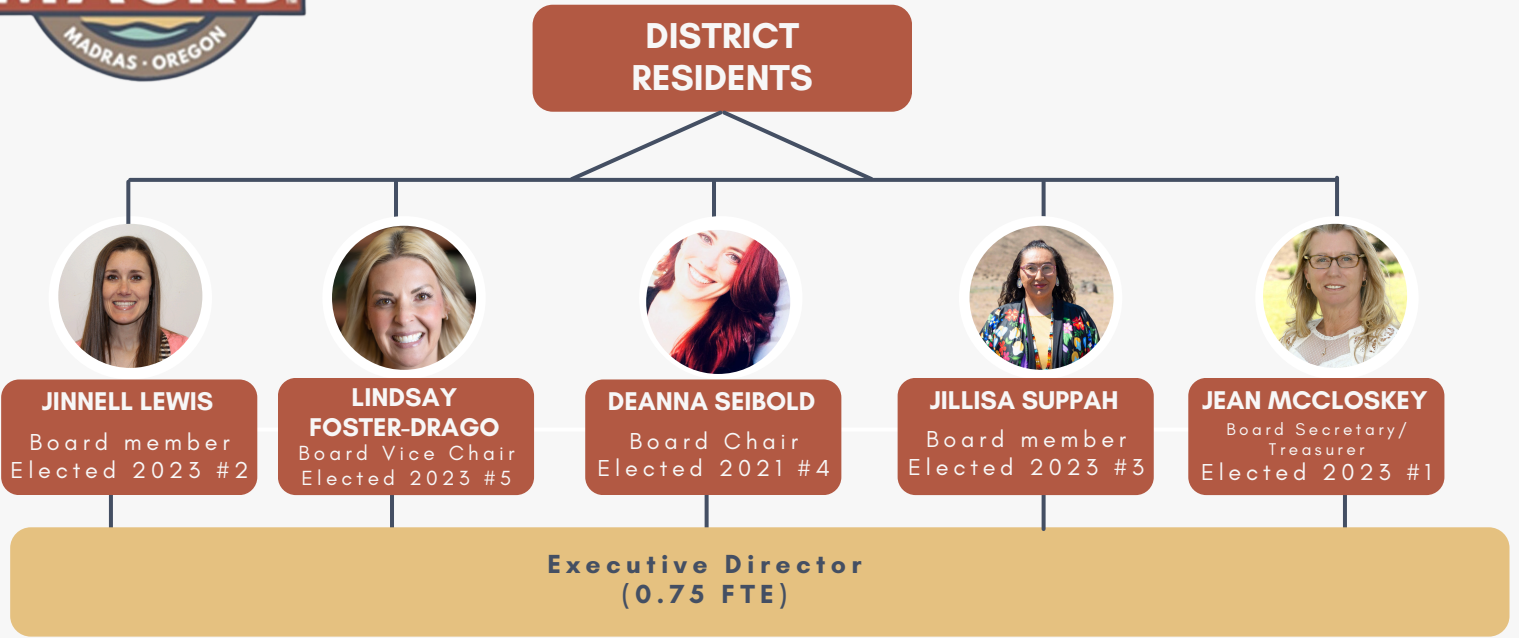 MADRAS · OREGON
DISTRICT
RESIDENTS
JINNELL LEWIS
Board member
Elected 2023 #2
LINDSAY
FOSTER-DRAGO
Board Vice Chair
Elected 2023 #5
DEANNA SEIBOLD
Board Chair
Elected 2021 #4
JILLISA SUPPAH
Board member
Elected 2023 #3
JEAN MCCLOSKEY
Board Secretary/
Treasurer
Elected 2023 #1
Executive Director
(0.75 FTE)